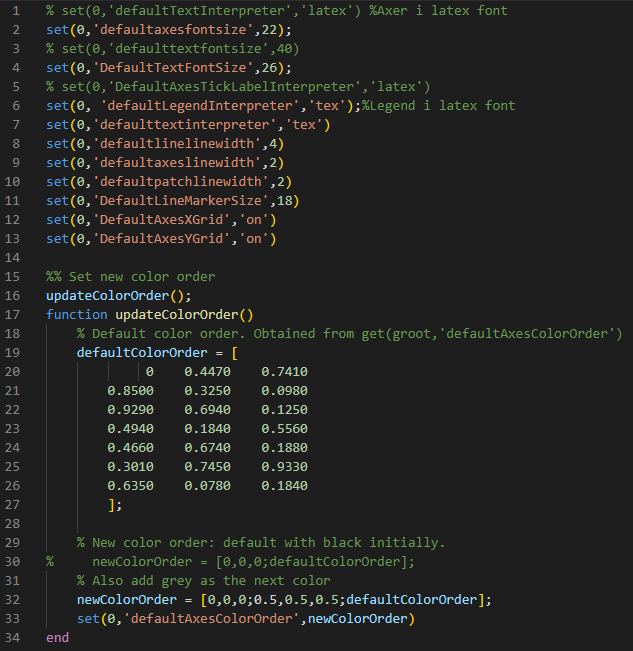 1 % set(0,'defaultTextInterpreter','latex') %Axer i latex font
2 set(0,'defaultaxesfontsize',22);
3 % set(0,'defaulttextfontsize',40)
4 set(0,'DefaultTextFontSize',26);
5 % set(0,'DefaultAxesTickLabelInterpreter','latex')
6 set(0, 'defaultLegendInterpreter','tex');%Legend i latex font
7 set(0,'defaulttextinterpreter','tex')
8 set(0,'defaultlinelinewidth',4)
9 set(0,'defaultaxeslinewidth',2)
10 set(0,'defaultpatchlinewidth',2)
11 set(0,'DefaultLineMarkerSize',18)
12 set(0,'DefaultAxesXGrid','on')
13 set(0,'DefaultAxesYGrid','on')
14
15 %% Set new color order
16 updateColorOrder();
17 function updateColorOrder()
18     % Default color order. Obtained from get(groot,'defaultAxesColorOrder')
19     defaultColorOrder = [
20              0    0.4470    0.7410
21         0.8500    0.3250    0.0980
22         0.9290    0.6940    0.1250
23         0.4940    0.1840    0.5560
24         0.4660    0.6740    0.1880
25         0.3010    0.7450    0.9330
26         0.6350    0.0780    0.1840
27         ];
28
29     % New color order: default with black initially.
30 %     newColorOrder = [0,0,0;defaultColorOrder];
31     % Also add grey as the next color
32     newColorOrder = [0,0,0;0.5,0.5,0.5;defaultColorOrder];
33     set(0,'defaultAxesColorOrder',newColorOrder)
34 end